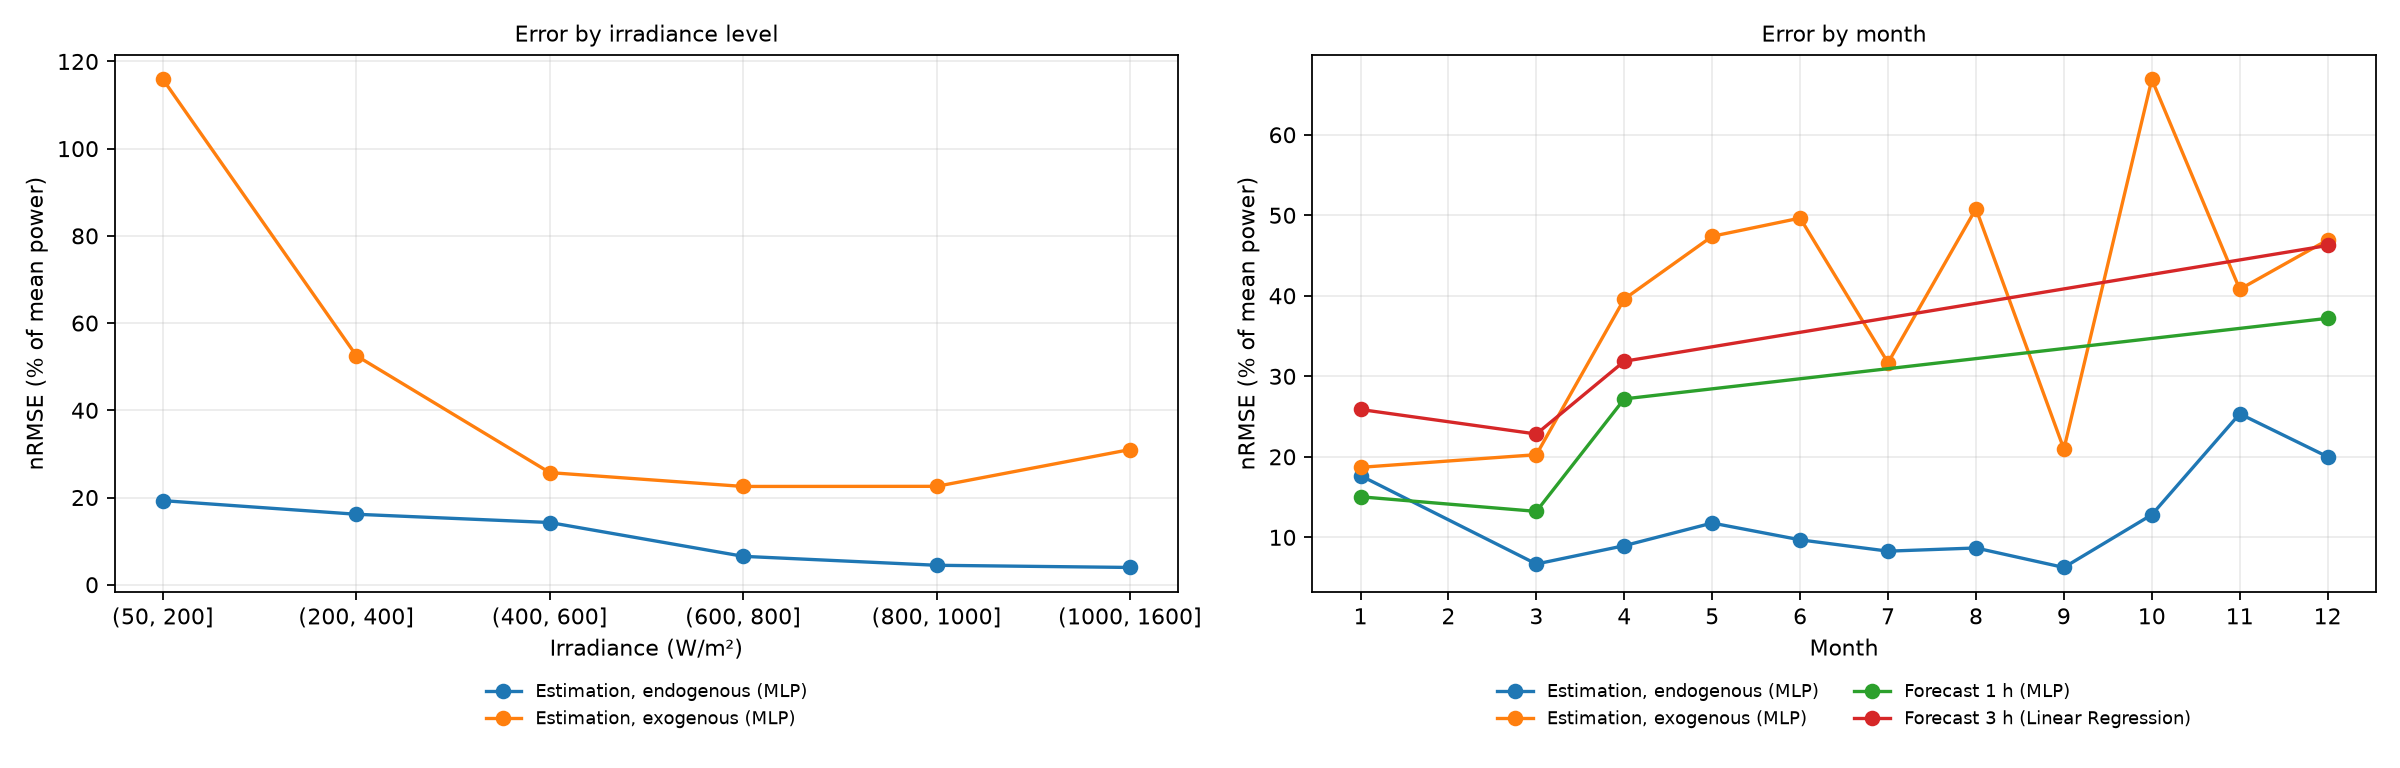 Error by irradiance level
120
100
80
60
40
20
0
nRMSE (% of mean power)
(50, 200] (200, 400] (400, 600] (600, 800] (800, 1000] (1000, 1600]
Irradiance (W/m²)
Estimation, endogenous (MLP)
Estimation, exogenous (MLP)
Error by month
60
50
40
30
20
10
nRMSE (% of mean power)
1 2 3 4 5 6 7 8 9 10 11 12
Month
Estimation, endogenous (MLP) Forecast 1 h (MLP)
Estimation, exogenous (MLP) Forecast 3 h (Linear Regression)